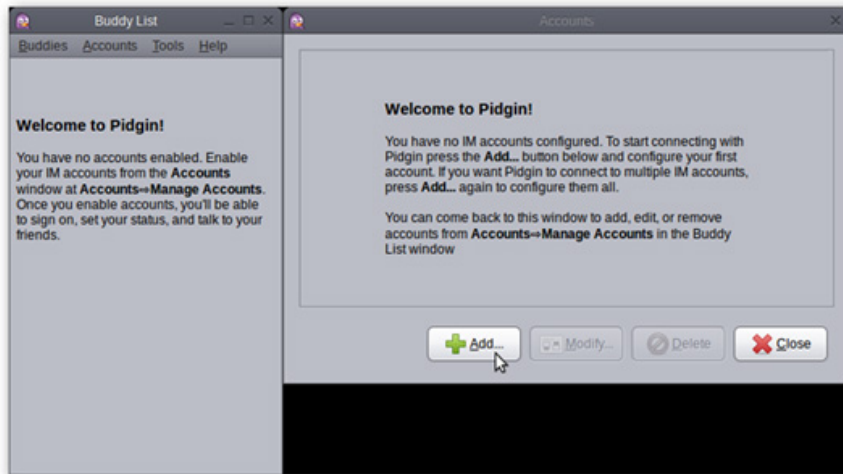 Buddy List
Buddies Accounts Tools Help
Welcome to Pidgin!
You have no accounts enabled. Enable
your IM accounts from the Accounts
window at Accounts⇨Manage Accounts.
Once you enable accounts, you'll be able
to sign on, set your status, and talk to your
friends.
Accounts
Welcome to Pidgin!
You have no IM accounts configured. To start connecting with
Pidgin press the Add... button below and configure your first
account. If you want Pidgin to connect to multiple IM accounts,
press Add... again to configure them all.
You can come back to this window to add, edit, or remove
accounts from Accounts⇨Manage Accounts in the Buddy
List window
Add... Modify... Delete Close